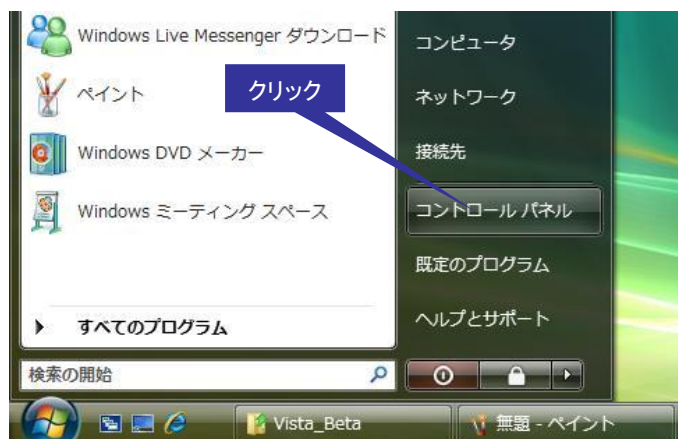 Windows Live Messenger ダウンロード
ペイント
Windows DVD メーカー
Windows ミーティング スペース
すべてのプログラム
検索の開始
クリック
コンピュータ
ネットワーク
接続先
コントロール パネル
既定のプログラム
ヘルプとサポート
Vista_Beta
無題 - ペイント